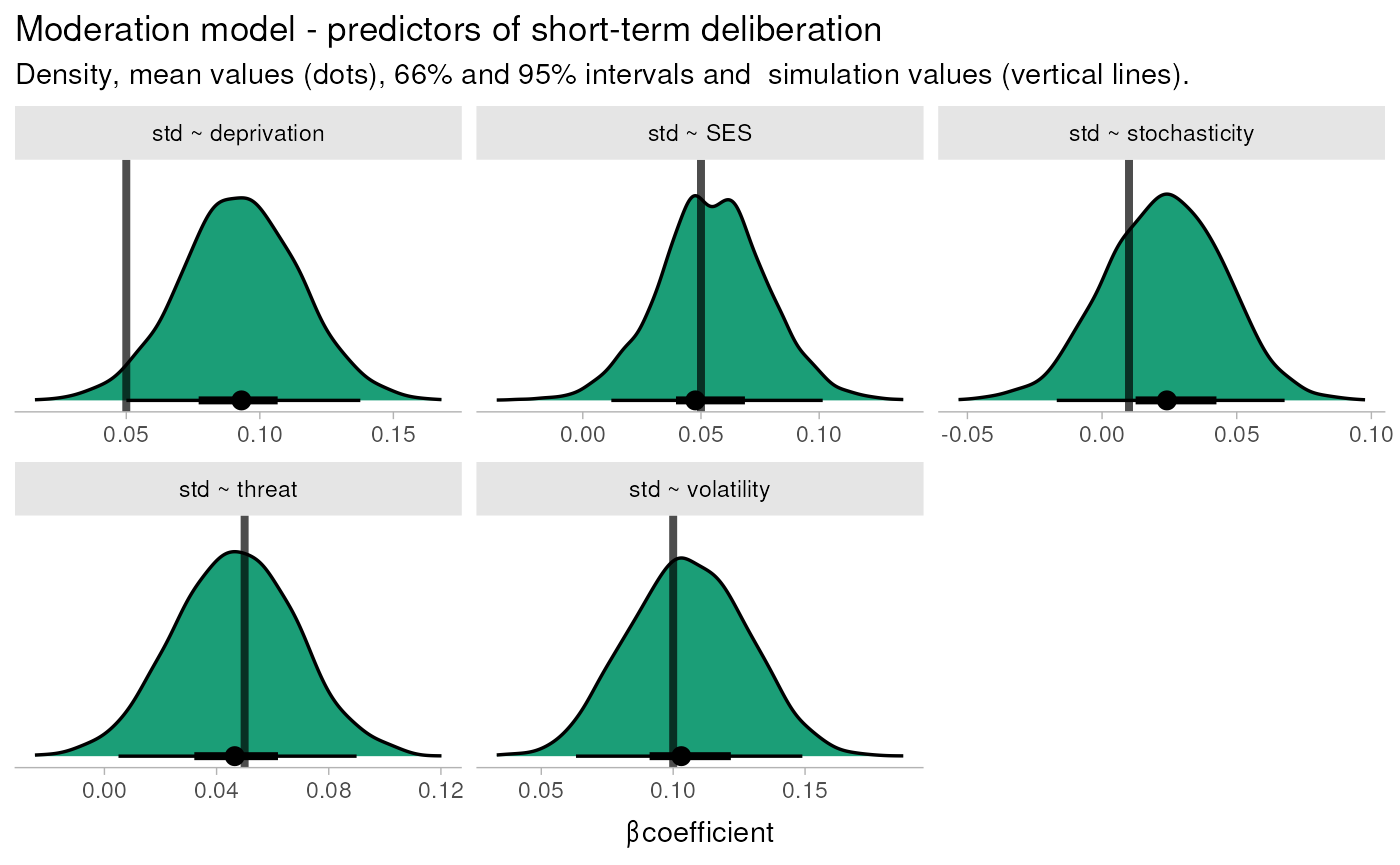 Moderation model - predictors of short-term deliberation
Density, mean values (dots), 66% and 95% intervals and  simulation values (vertical lines).
std ~ deprivation
std ~ SES
std ~ stochasticity
0.05 0.10 0.15
0.00 0.05 0.10
-0.05 0.00 0.05 0.10
std ~ threat
std ~ volatility
0.00 0.04 0.08 0.12
0.05 0.10 0.15
βcoefficient